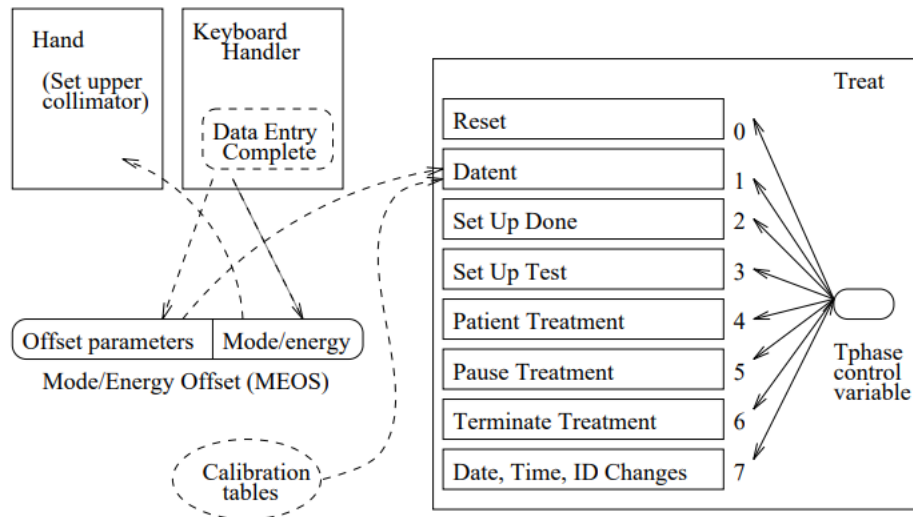 Hand
(Set upper
collimator)
Keyboard
Handler
Data Entry
Complete
Offset parameters
Mode/energy
Mode/Energy Offset (MEOS)
Calibration
tables
Treat
Reset
0
Datent
1
Set Up Done
2
Set Up Test
3
Patient Treatment
4
Pause Treatment
5
Terminate Treatment
6
Date, Time, ID Changes
7
Tphase
control
variable